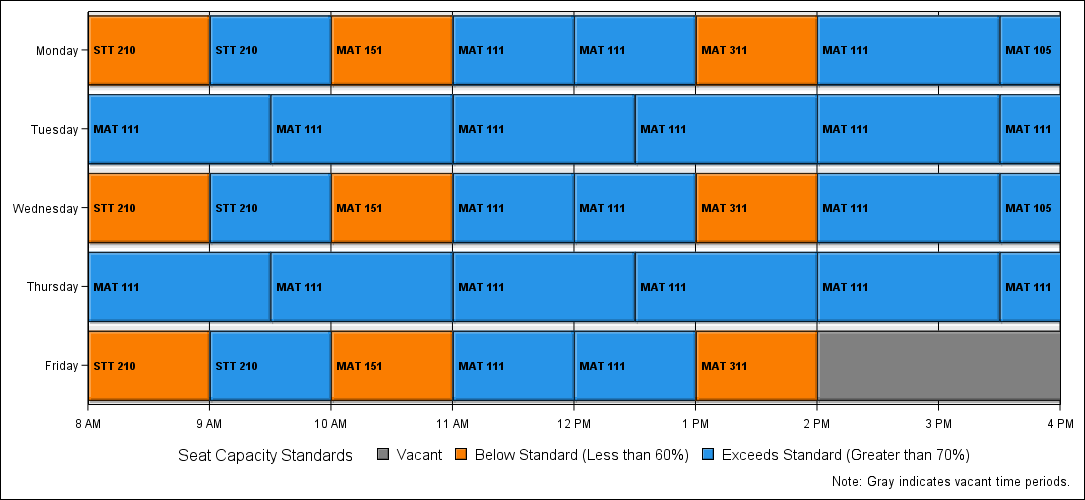 Monday STT 210 STT 210 MAT 151 MAT 111 MAT 111 MAT 311 MAT 111 MAT 105
Tuesday MAT 111 MAT 111 MAT 111 MAT 111 MAT 111 MAT 111
Wednesday STT 210 STT 210 MAT 151 MAT 111 MAT 111 MAT 311 MAT 111 MAT 105
Thursday MAT 111 MAT 111 MAT 111 MAT 111 MAT 111 MAT 111
Friday STT 210 STT 210 MAT 151 MAT 111 MAT 111 MAT 311
8 AM 9 AM 10 AM 11 AM 12 PM 1 PM 2 PM 3 PM 4 PM
Seat Capacity Standards Vacant Below Standard (Less than 60%) Exceeds Standard (Greater than 70%)
Note: Gray indicates vacant time periods.